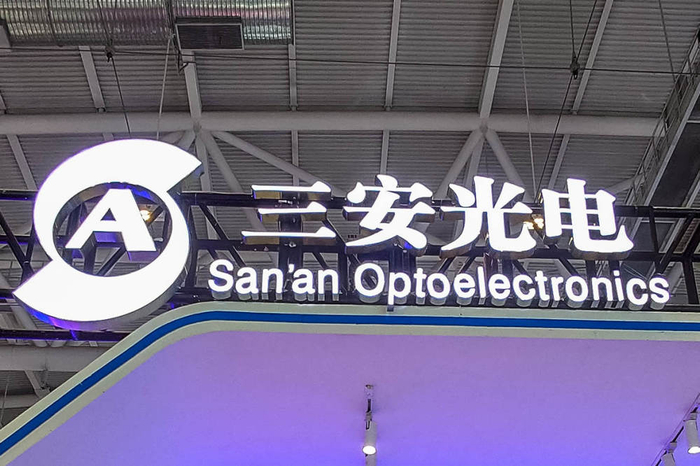 A
三安光电
San'an Optoelectronics